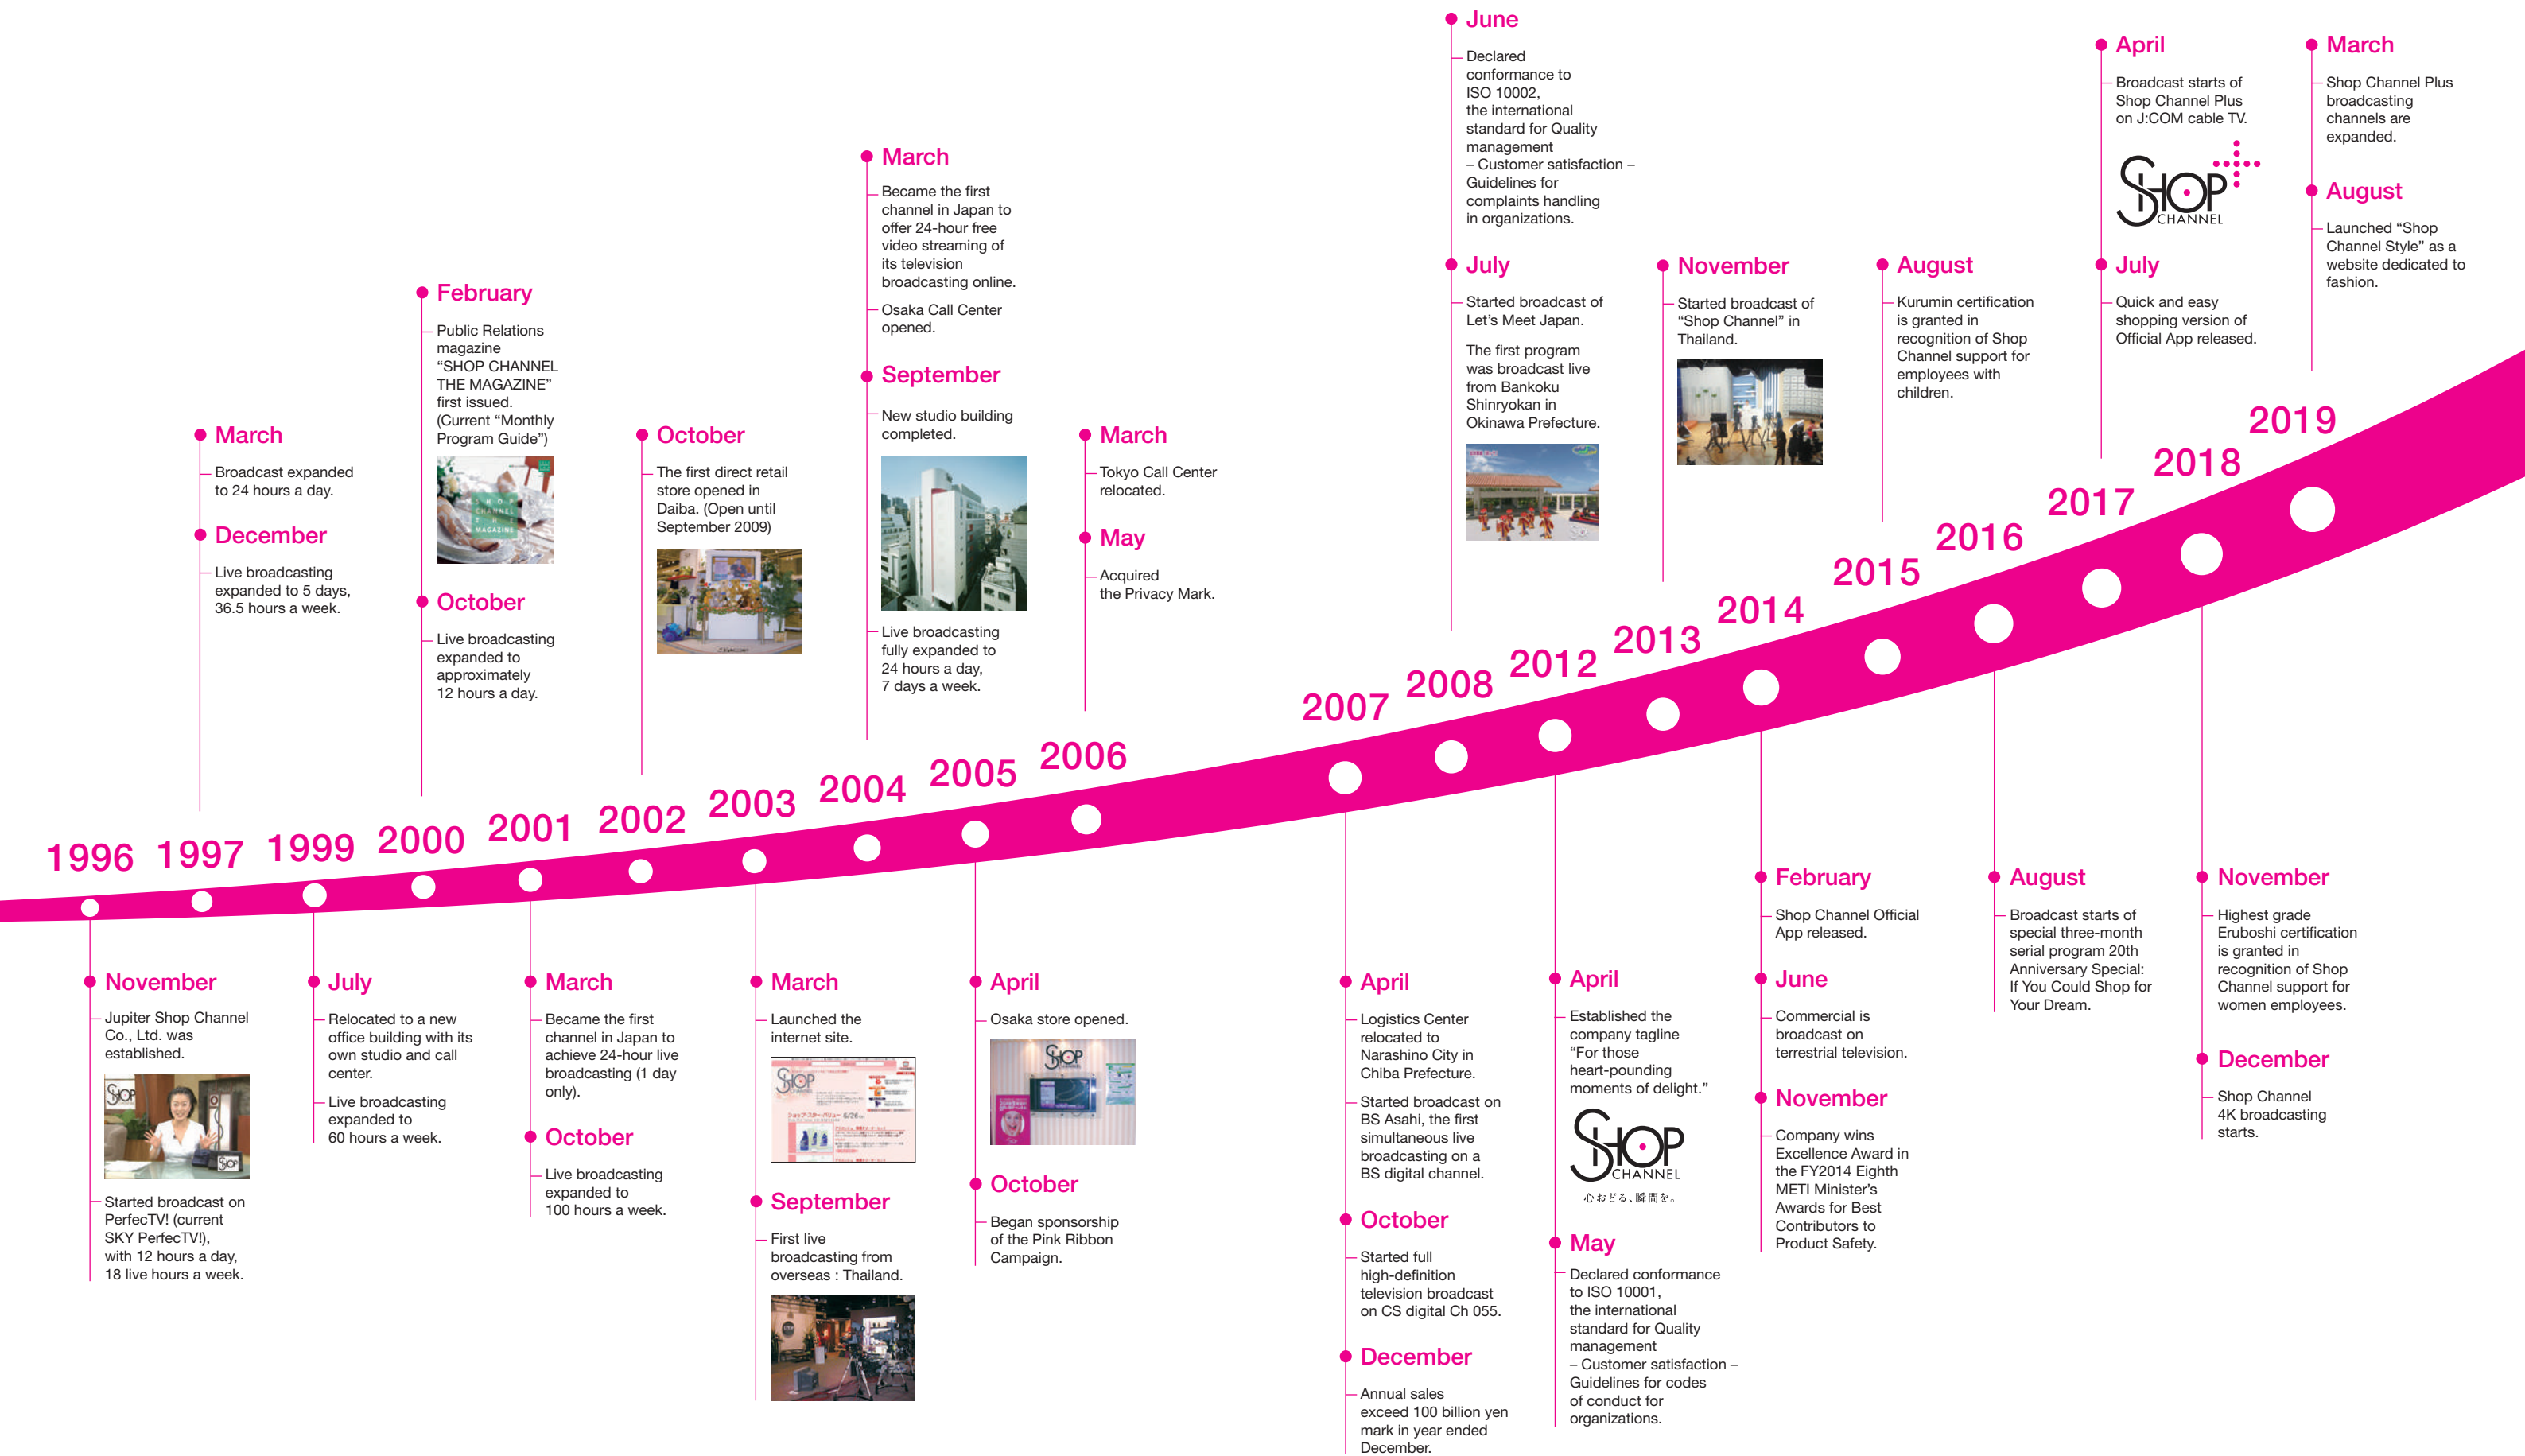 1996
November
Jupiter Shop Channel
Co., Ltd. was
established.
Started broadcast on
PerfecTV! (current
SKY PerfecTV!),
with 12 hours a day,
18 live hours a week.
1997
March
Broadcast expanded
to 24 hours a day.
December
Live broadcasting
expanded to 5 days,
36.5 hours a week.
1999
July
Relocated to a new
office building with its
own studio and call
center.
Live broadcasting
expanded to
60 hours a week.
2000
February
Public Relations
magazine
“SHOP CHANNEL
THE MAGAZINE”
first issued.
(Current “Monthly
Program Guide”)
SHOP
CHANNEL
THE
MAGAZINE
October
Live broadcasting
expanded to
approximately
12 hours a day.
2001
March
Became the first
channel in Japan to
achieve 24-hour live
broadcasting (1 day
only).
October
Live broadcasting
expanded to
100 hours a week.
2002
October
The first direct retail
store opened in
Daiba. (Open until
September 2009)
2003
March
Launched the
internet site.
SHOP
September
First live
broadcasting from
overseas : Thailand.
2004
March
Became the first
channel in Japan to
offer 24-hour free
video streaming of
its television
broadcasting online.
Osaka Call Center
opened.
September
New studio building
completed.
Live broadcasting
fully expanded to
24 hours a day,
7 days a week.
2005
April
Osaka store opened.
SHOP
October
Began sponsorship
of the Pink Ribbon
Campaign.
2006
March
Tokyo Call Center
relocated.
May
Acquired
the Privacy Mark.
2007
April
Logistics Center
relocated to
Narashino City in
Chiba Prefecture.
Started broadcast on
BS Asahi, the first
simultaneous live
broadcasting on a
BS digital channel.
October
Started full
high-definition
television broadcast
on CS digital Ch 055.
December
Annual sales
exceed 100 billion yen
mark in year ended
December.
2008
June
Declared
conformance to
ISO 10002,
the international
standard for Quality
management
– Customer satisfaction –
Guidelines for
complaints handling
in organizations.
July
Started broadcast of
Let’s Meet Japan.
The first program
was broadcast live
from Bankoku
Shinryokan in
Okinawa Prefecture.
2012
April
Established the
company tagline
“For those
heart-pounding
moments of delight.”
SHOP
CHANNEL
心おどる、瞬間を。
May
Declared conformance
to ISO 10001,
the international
standard for Quality
management
– Customer satisfaction –
Guidelines for codes
of conduct for
organizations.
2013
November
Started broadcast of
“Shop Channel” in
Thailand.
2014
February
Shop Channel Official
App released.
June
Commercial is
broadcast on
terrestrial television.
November
Company wins
Excellence Award in
the FY2014 Eighth
METI Minister’s
Awards for Best
Contributors to
Product Safety.
2015
August
Kurumin certification
is granted in
recognition of Shop
Channel support for
employees with
children.
2016
August
Broadcast starts of
special three-month
serial program 20th
Anniversary Special:
If You Could Shop for
Your Dream.
2017
April
Broadcast starts of
Shop Channel Plus
on J:COM cable TV.
SHOP
CHANNEL
July
Quick and easy
shopping version of
Official App released.
2018
November
Highest grade
Eruboshi certification
is granted in
recognition of Shop
Channel support for
women employees.
December
Shop Channel
4K broadcasting
starts.
2019
March
Shop Channel Plus
broadcasting
channels are
expanded.
August
Launched “Shop
Channel Style” as a
website dedicated to
fashion.